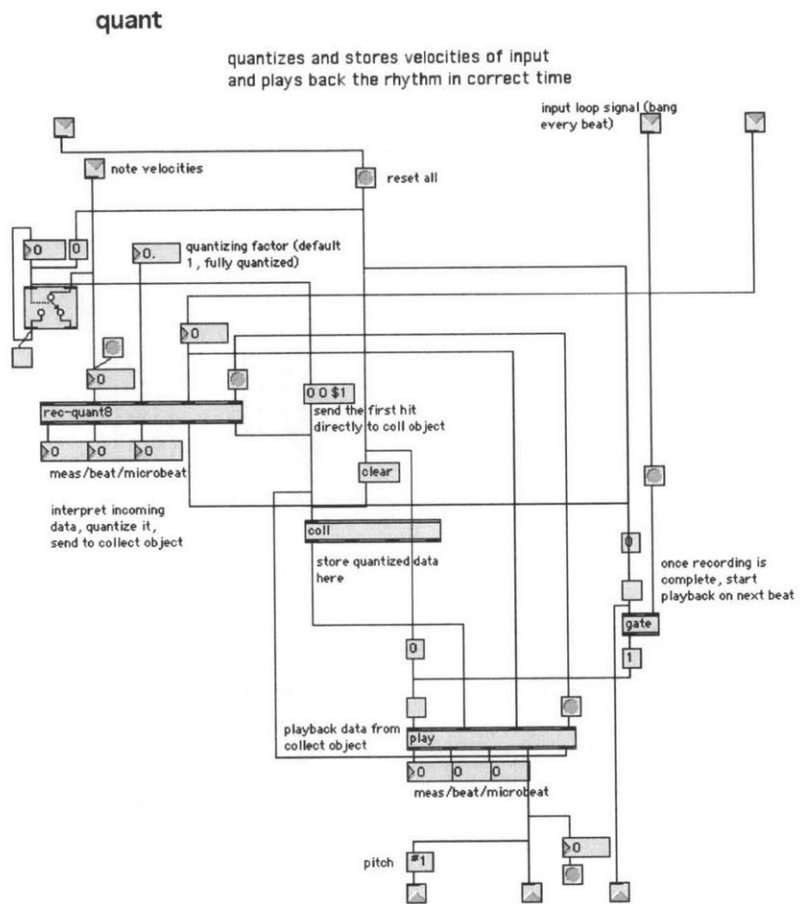 quant
quantizes and stores velocities of input
and plays back the rhythm in correct time
input loop signal (bang
every beat)
note velocities
reset all
0
0
0.
quantizing factor (default
1, fully quantized)
0
0
0 0 $1
rec-quant8
send the first hit
directly to coll object
0
0
0
meas/beat/microbeat
clear
interpret incoming
data, quantize it,
send to collect object
coll
0
store quantized data
here
once recording is
complete, start
playback on next beat
gate
0
1
playback data from
collect object
play
0
0
0
meas/beat/microbeat
0
pitch
#1